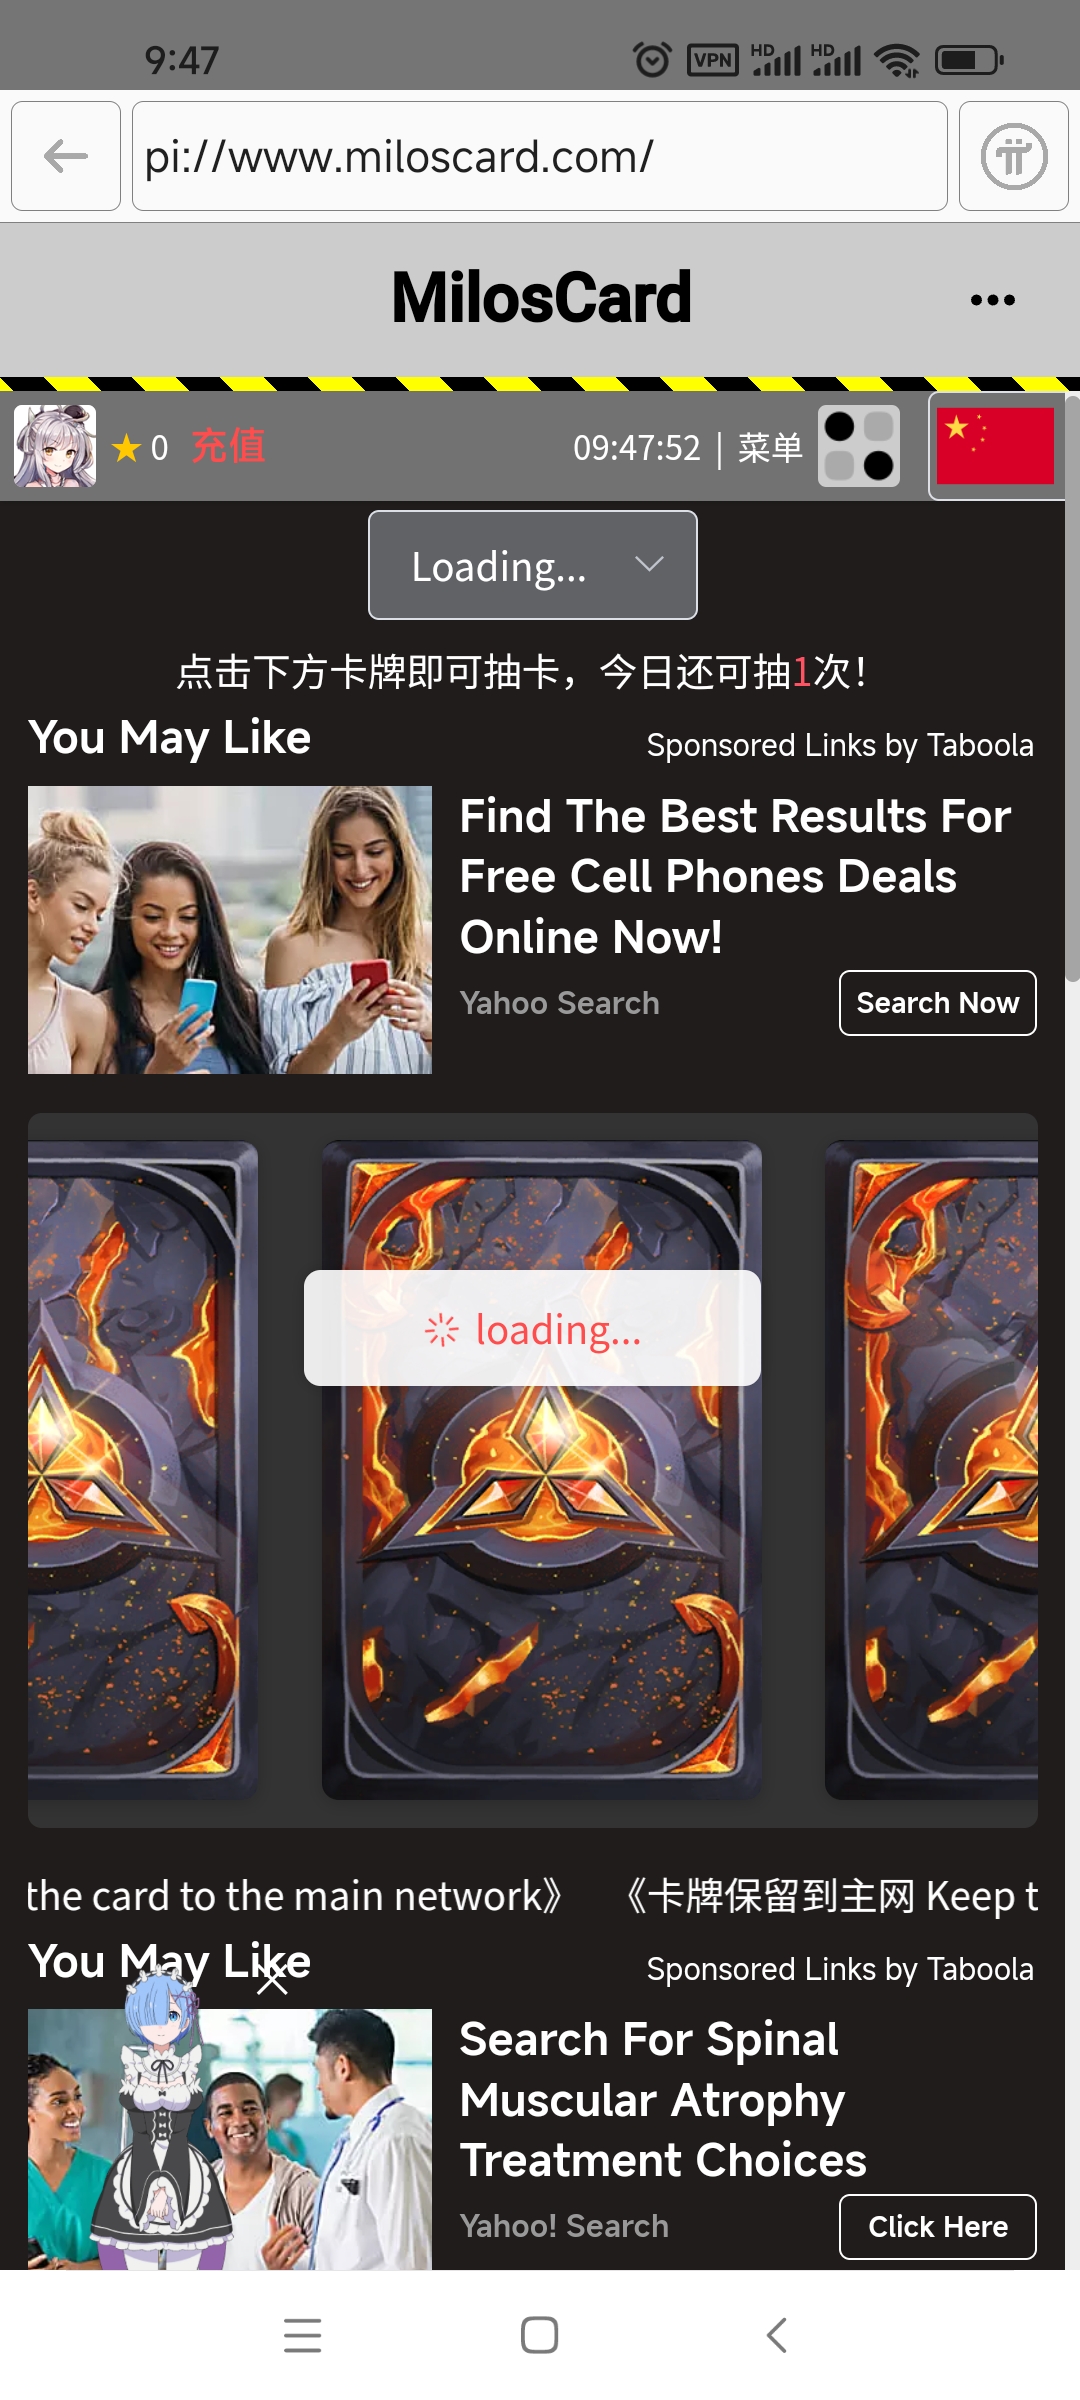 9:47
VPN HD HD
pi://www.miloscard.com/
MilosCard
0 充值 09:47:52 | 菜单
Loading...
点击下方卡牌即可抽卡，今日还可抽1次！
You May Like
Sponsored Links by Taboola
Find The Best Results For
Free Cell Phones Deals
Online Now!
Yahoo Search
Search Now
loading...
the card to the main network》 《卡牌保留到主网 Keep t
You May Like
Sponsored Links by Taboola
Search For Spinal
Muscular Atrophy
Treatment Choices
Yahoo! Search
Click Here